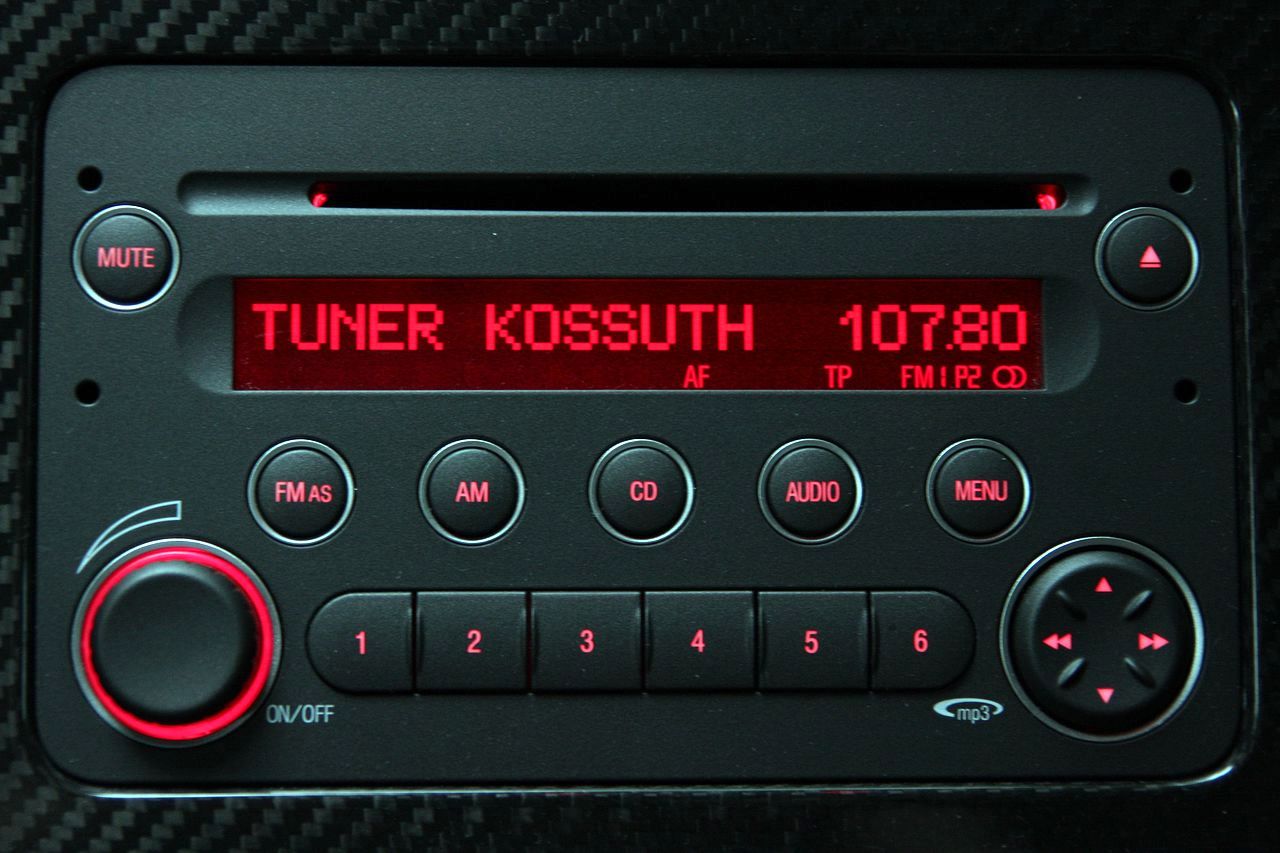 MUTE
TUNER KOSSUTH 107.80
AF TP FM1 P2
FM AS AM CD AUDIO MENU
1 2 3 4 5 6
ON/OFF
mp3